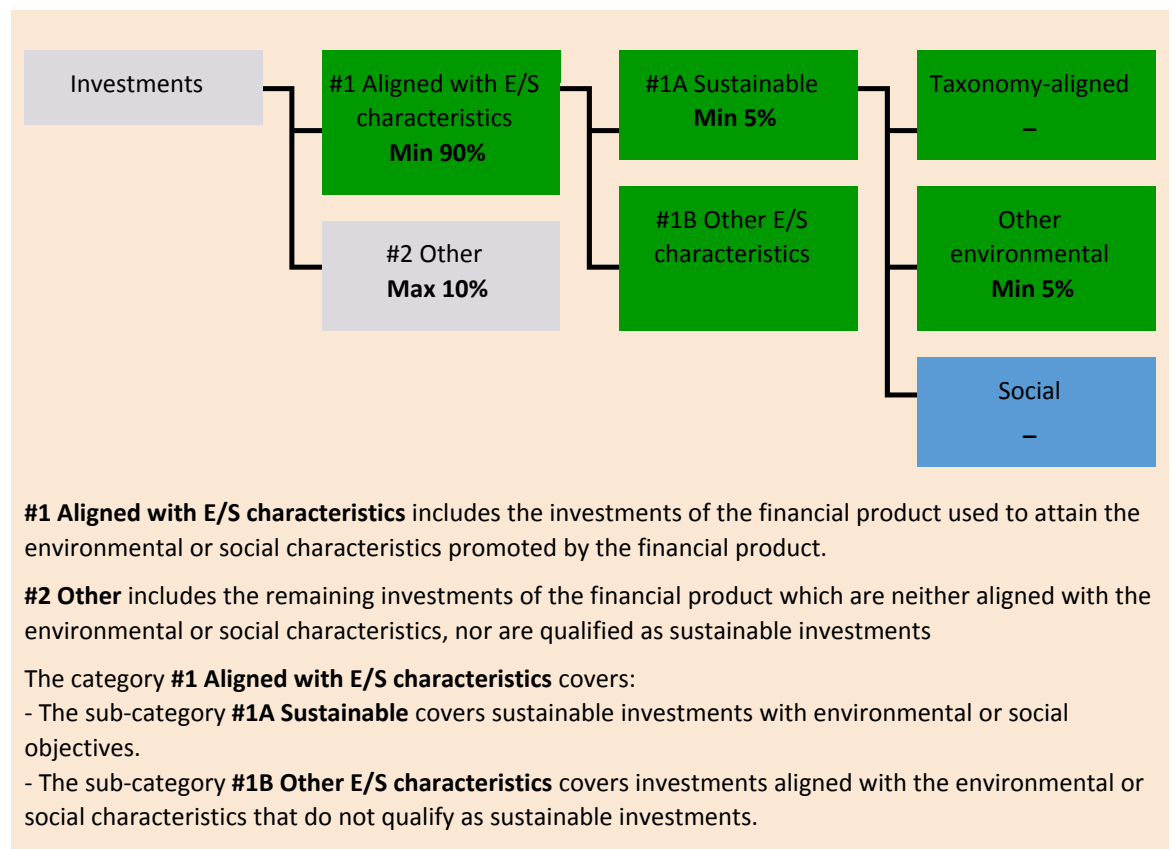 Investments
#1 Aligned with E/S
characteristics
Min 90%
#2 Other
Max 10%
#1A Sustainable
Min 5%
#1B Other E/S
characteristics
Taxonomy-aligned
–
Other
environmental
Min 5%
Social
–
#1 Aligned with E/S characteristics includes the investments of the financial product used to attain the
environmental or social characteristics promoted by the financial product.
#2 Other includes the remaining investments of the financial product which are neither aligned with the
environmental or social characteristics, nor are qualified as sustainable investments
The category #1 Aligned with E/S characteristics covers:
- The sub-category #1A Sustainable covers sustainable investments with environmental or social
objectives.
- The sub-category #1B Other E/S characteristics covers investments aligned with the environmental or
social characteristics that do not qualify as sustainable investments.